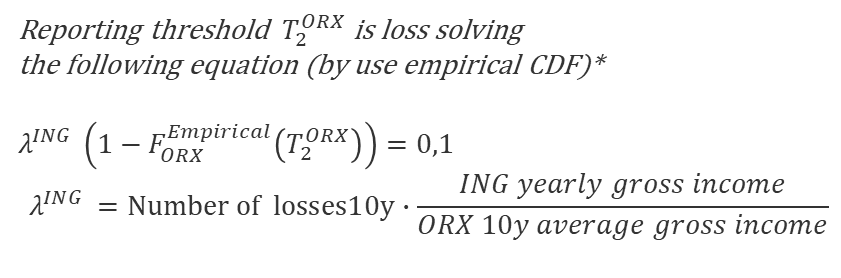 Reporting threshold T₂ᴼᴿˣ is loss solving
the following equation (by use empirical CDF)*
λᴵᴺᴳ (1 − F_ORX^Empirical(T₂ᴼᴿˣ)) = 0,1
λᴵᴺᴳ = Number of losses10y · ING yearly gross income / ORX 10y average gross income